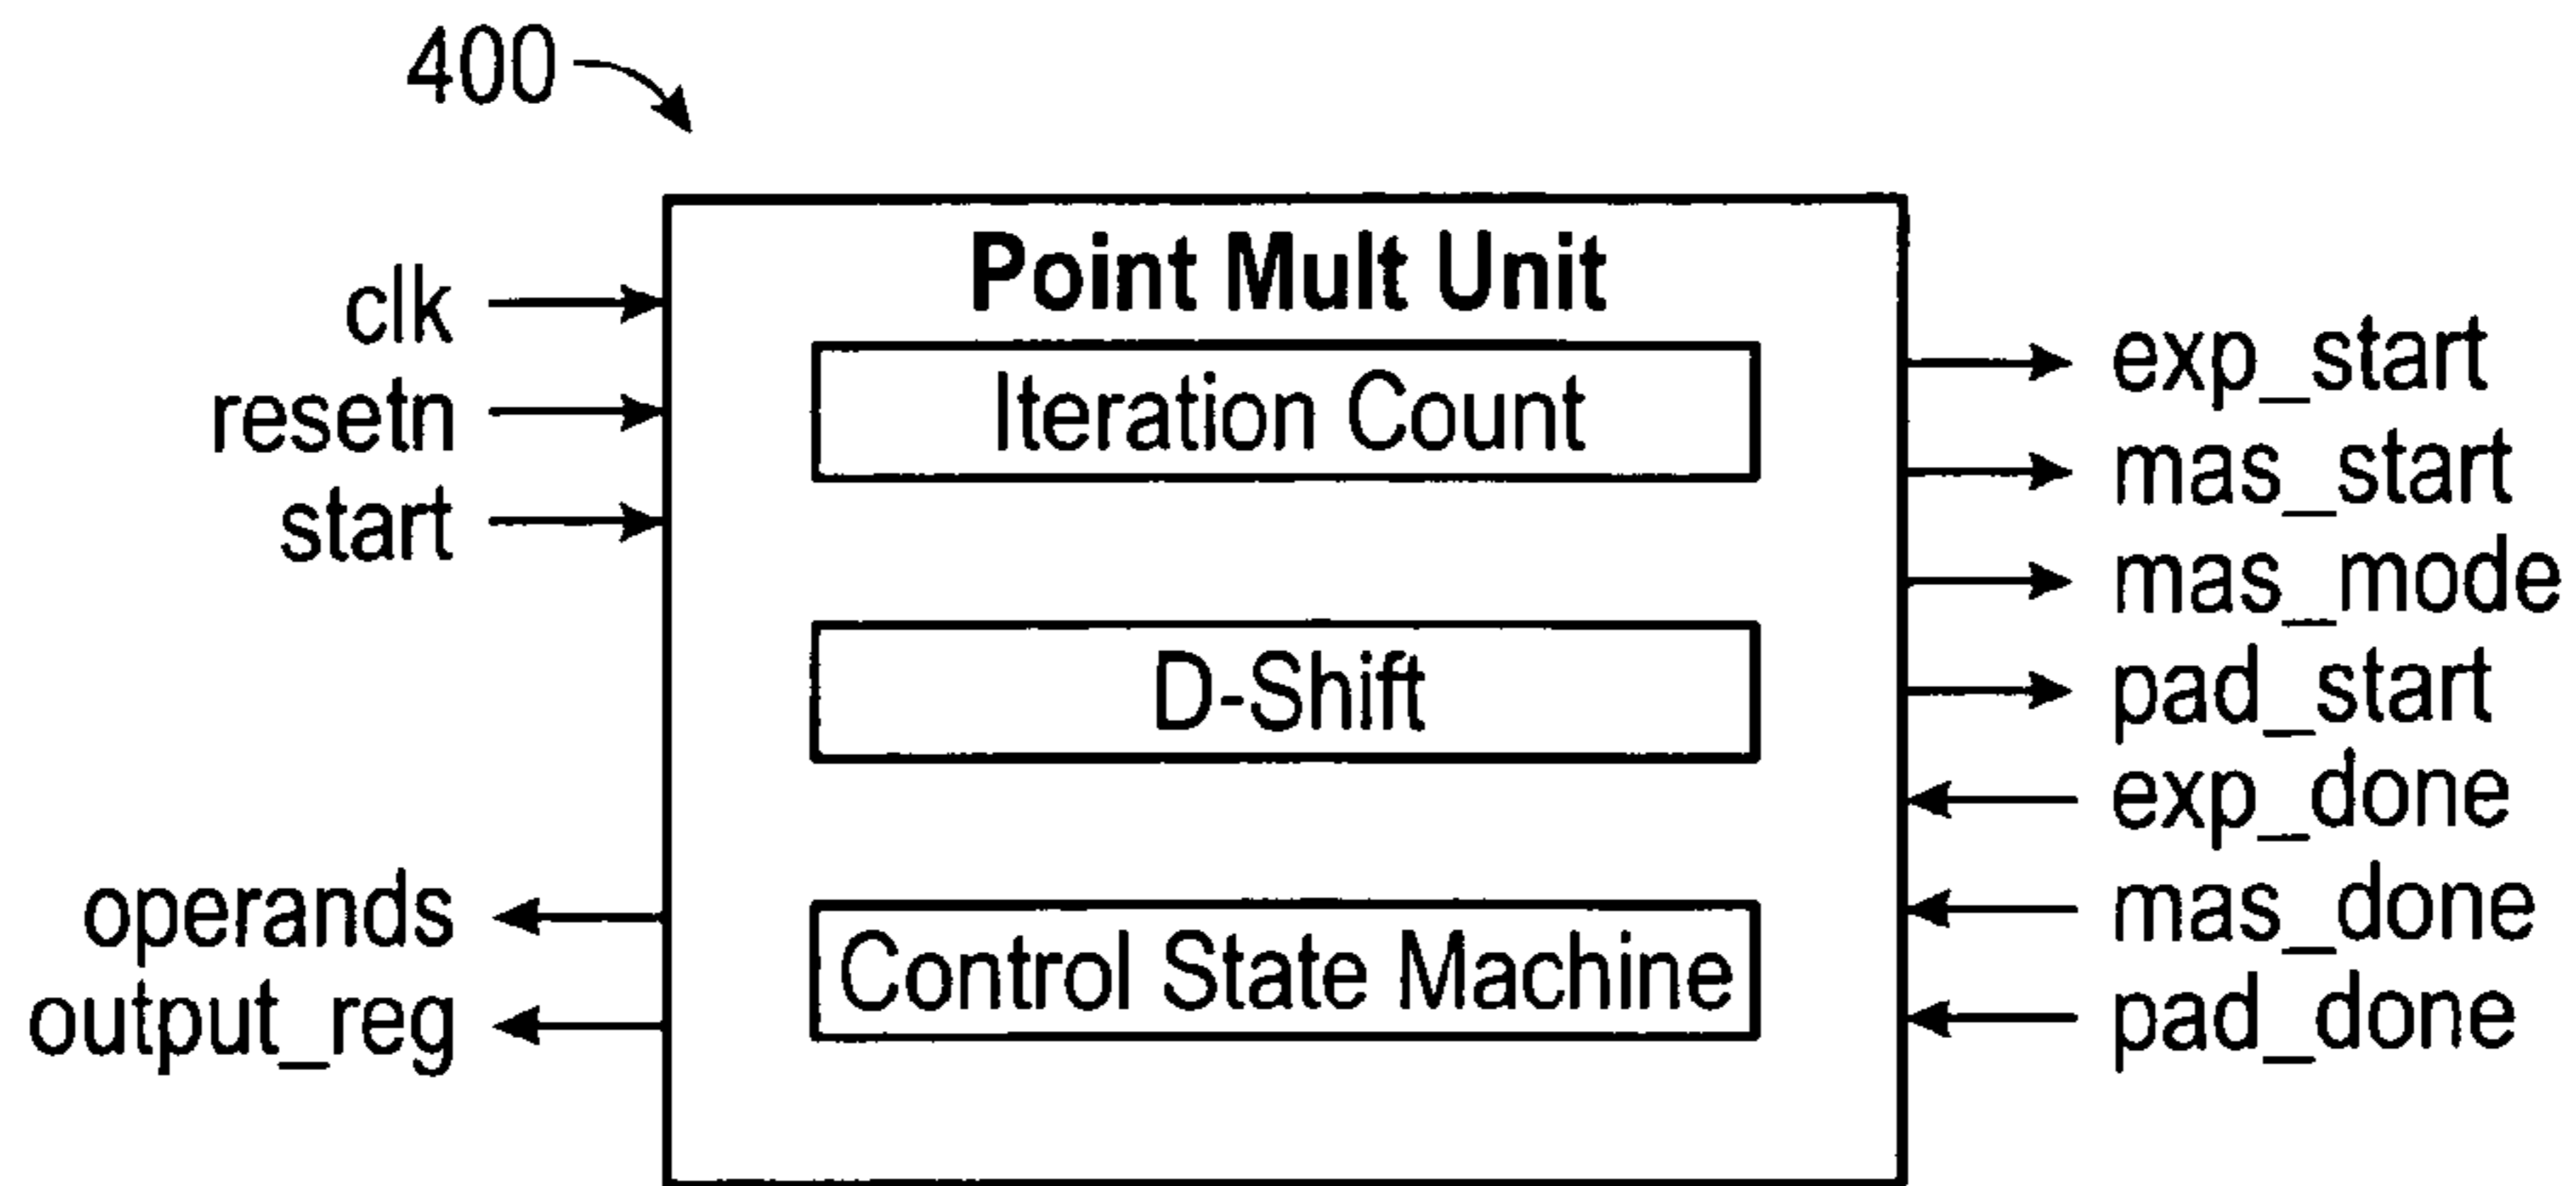 400
Point Mult Unit
clk
resetn
start
operands
output_reg
Iteration Count
D-Shift
Control State Machine
exp_start
mas_start
mas_mode
pad_start
exp_done
mas_done
pad_done